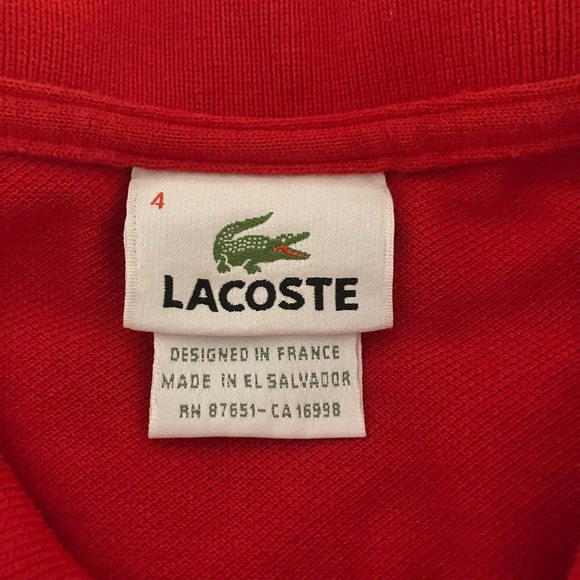 4
LACOSTE
DESIGNED IN FRANCE
MADE IN EL SALVADOR
RN 87651-CA 16998